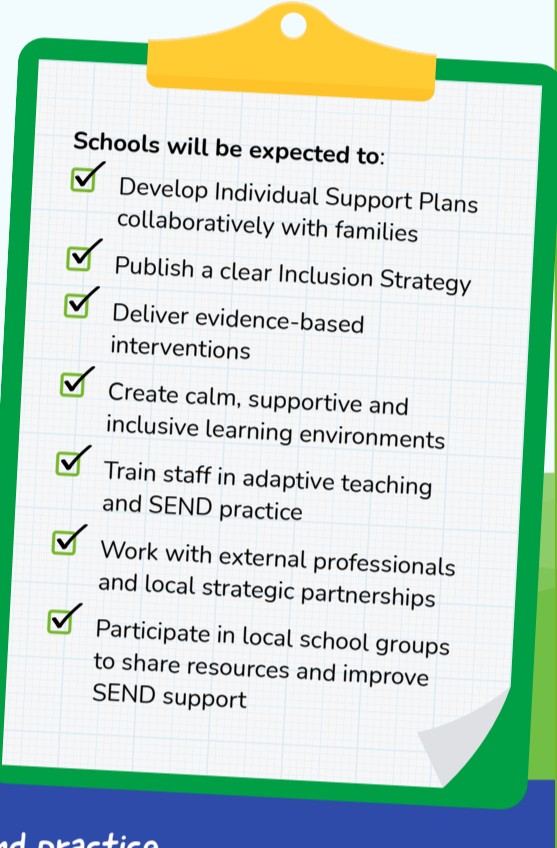 Schools will be expected to:
Develop Individual Support Plans
collaboratively with families
Publish a clear Inclusion Strategy
Deliver evidence-based
interventions
Create calm, supportive and
inclusive learning environments
Train staff in adaptive teaching
and SEND practice
Work with external professionals
and local strategic partnerships
Participate in local school groups
to share resources and improve
SEND support
practice